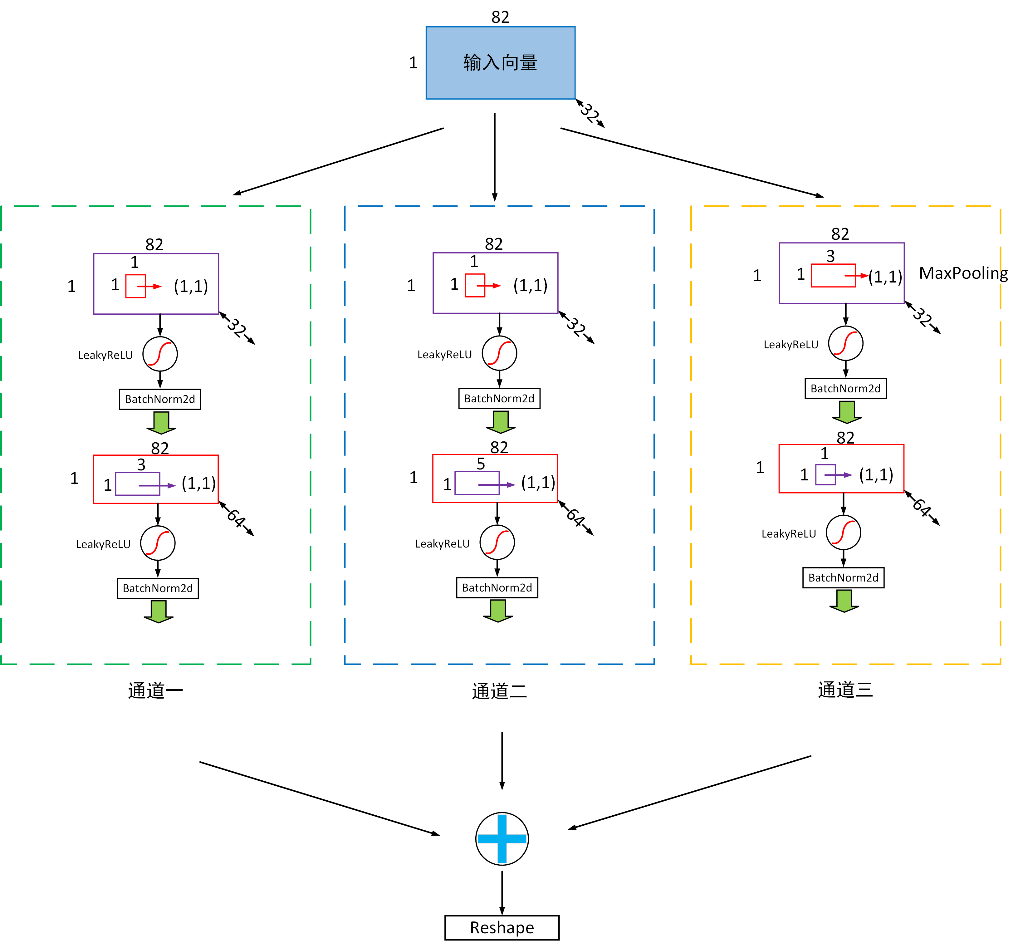 82
1
输入向量
32
82
1
1
1
(1,1)
32
LeakyReLU
BatchNorm2d
82
1
3
1
(1,1)
64
LeakyReLU
BatchNorm2d
通道一
82
1
1
1
(1,1)
32
LeakyReLU
BatchNorm2d
82
1
5
1
(1,1)
64
LeakyReLU
BatchNorm2d
通道二
82
1
3
1
(1,1)
MaxPooling
32
LeakyReLU
BatchNorm2d
82
1
1
1
(1,1)
64
LeakyReLU
BatchNorm2d
通道三
Reshape